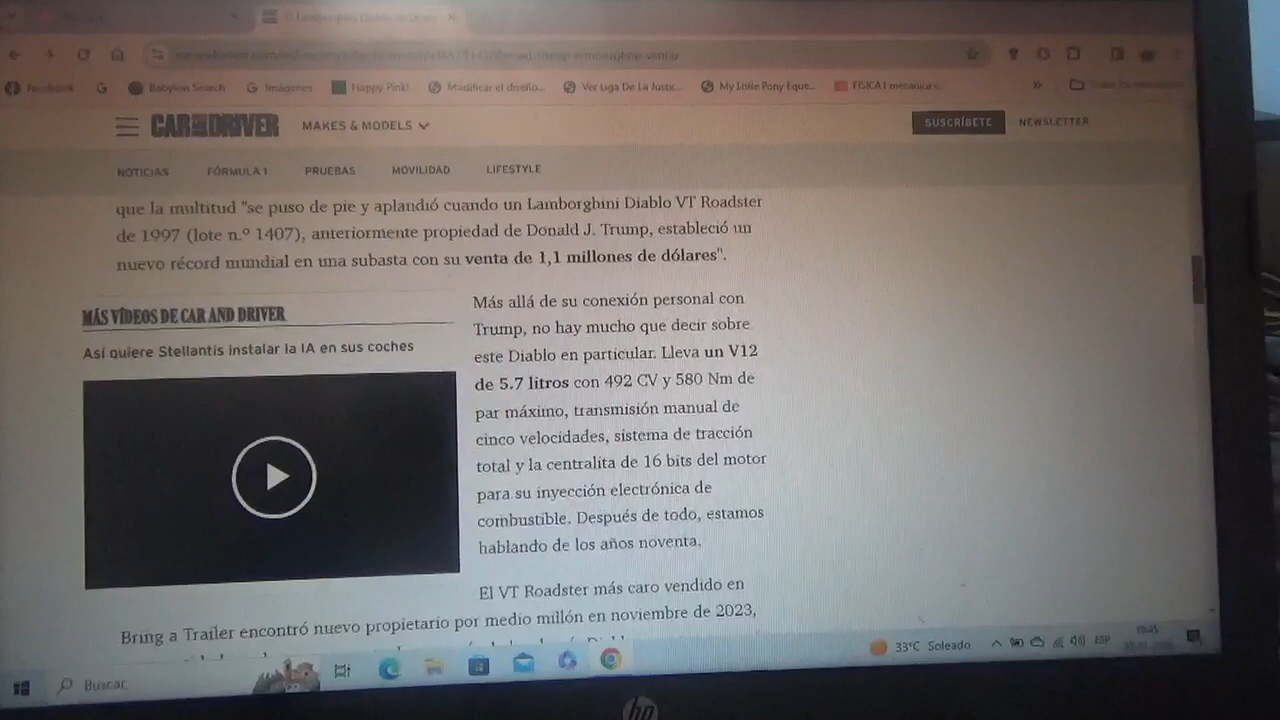 Lamborghini Diablo de
Facebook G Babylon Search G Imágenes Happy Pink! Modificar el diseño... Ver Liga De La Justic... My Little Pony Eque... FISICA I mecanica
CAR AND DRIVER MAKES & MODELS SUSCRÍBETE NEWSLETTER
NOTICIAS FÓRMULA 1 PRUEBAS MOVILIDAD LIFESTYLE
que la multitud "se puso de pie y aplandió cuando un Lamborghini Diablo VT Roadster
de 1997 (lote n.º 1407), anteriormente propiedad de Donald J. Trump, estableció un
nuevo récord mundial en una subasta con su venta de 1,1 millones de dólares".
MÁS VÍDEOS DE CAR AND DRIVER
Así quiere Stellantis instalar la IA en sus coches
Más allá de su conexión personal con
Trump, no hay mucho que decir sobre
este Diablo en particular. Lleva un V12
de 5.7 litros con 492 CV y 580 Nm de
par máximo, transmisión manual de
cinco velocidades, sistema de tracción
total y la centralita de 16 bits del motor
para su inyección electrónica de
combustible. Después de todo, estamos
hablando de los años noventa.
El VT Roadster más caro vendido en
Bring a Trailer encontró nuevo propietario por medio millón en noviembre de 2023,
Buscar
33°C Soleado ESP
hp